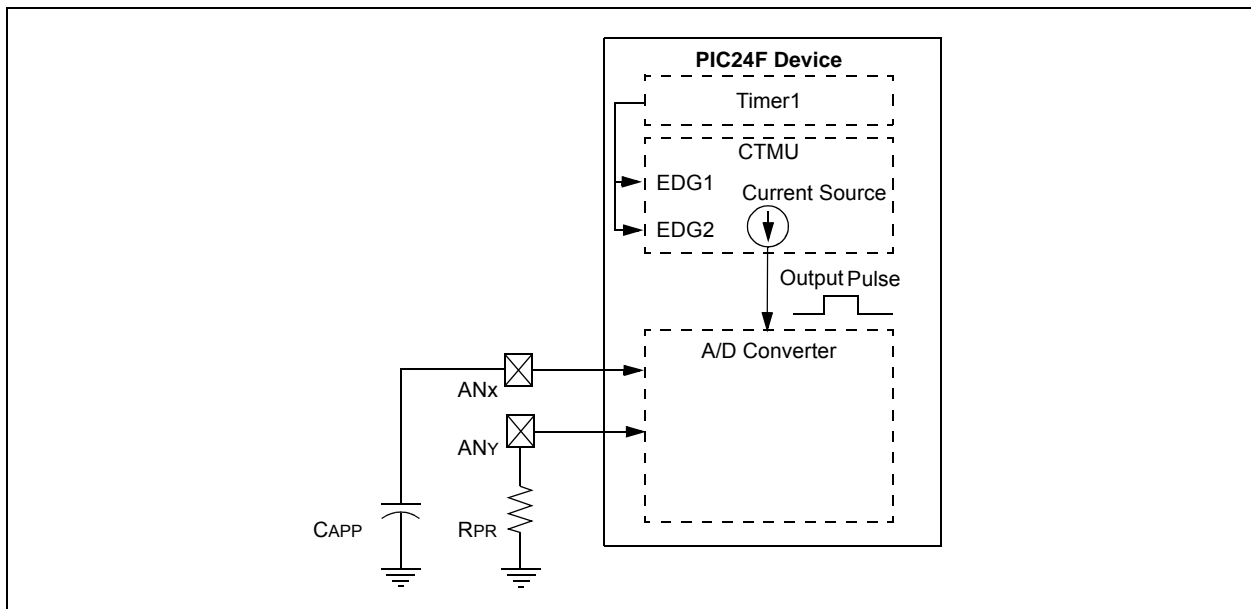 PIC24F Device
Timer1
CTMU
EDG1
Current Source
EDG2
Output Pulse
A/D Converter
ANX
ANY
CAPP
RPR